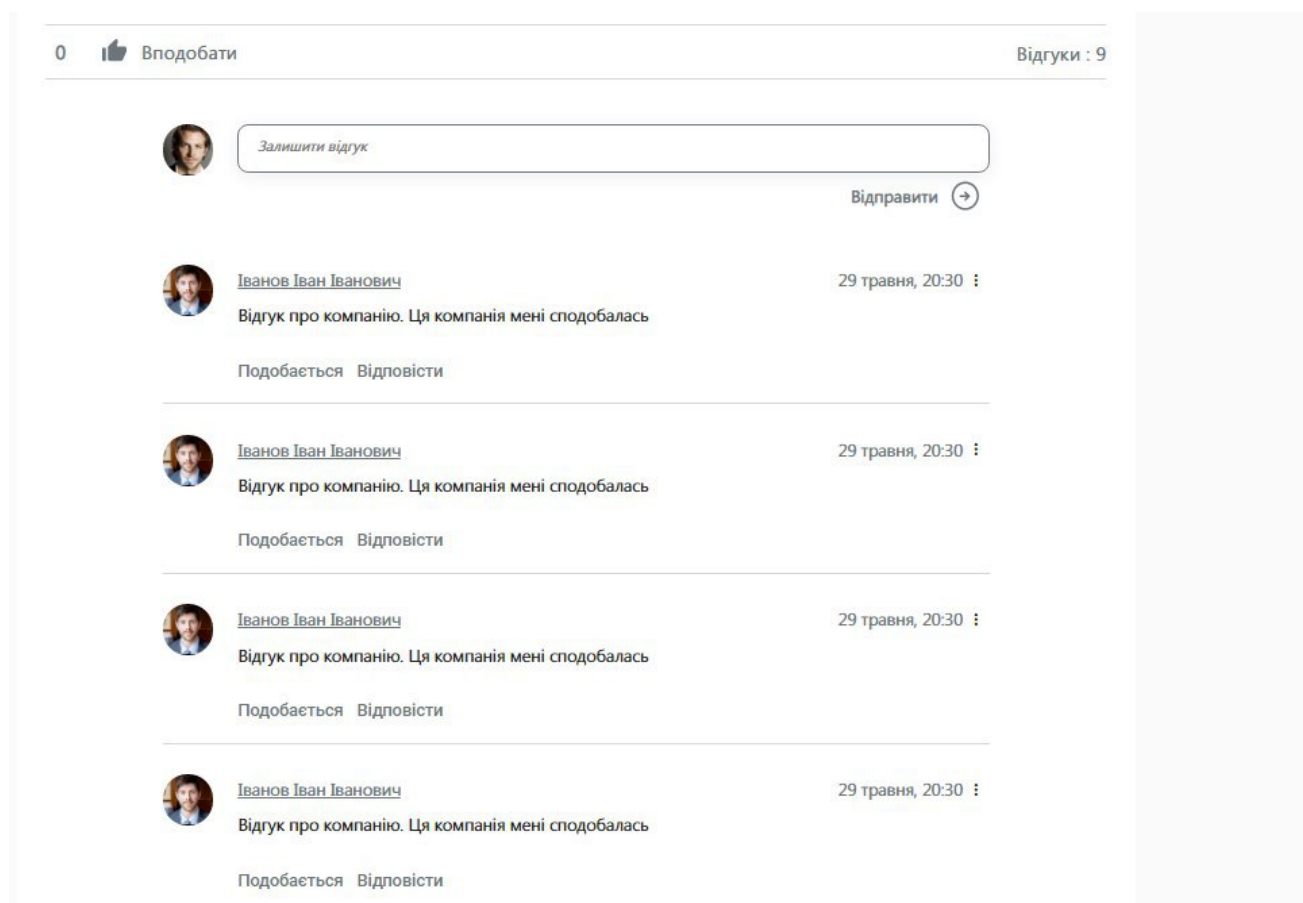 0 Вподобати Відгуки : 9
Залишити відгук
Відправити
Іванов Іван Іванович 29 травня, 20:30
Відгук про компанію. Ця компанія мені сподобалась
Подобається Відповісти
Іванов Іван Іванович 29 травня, 20:30
Відгук про компанію. Ця компанія мені сподобалась
Подобається Відповісти
Іванов Іван Іванович 29 травня, 20:30
Відгук про компанію. Ця компанія мені сподобалась
Подобається Відповісти
Іванов Іван Іванович 29 травня, 20:30
Відгук про компанію. Ця компанія мені сподобалась
Подобається Відповісти